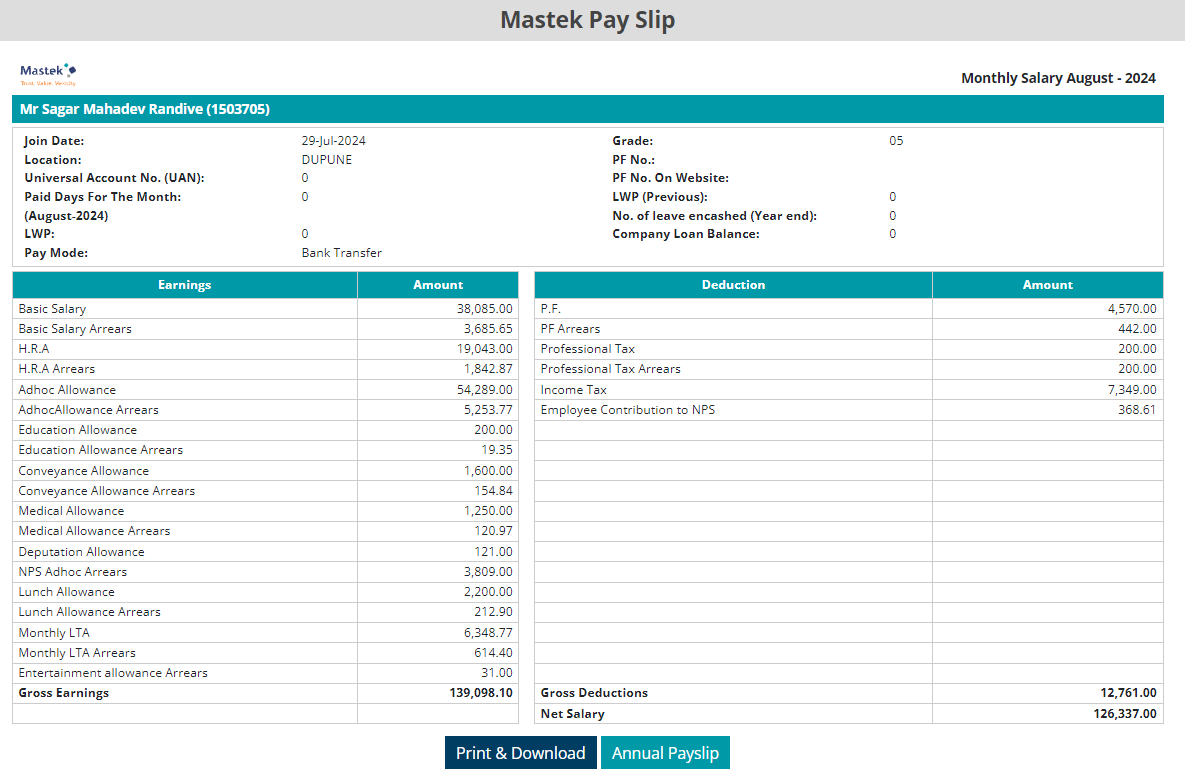 Mastek Pay Slip
Mastek
Trust. Value. Velocity
Monthly Salary August - 2024
Mr Sagar Mahadev Randive (1503705)
Join Date: 29-Jul-2024 Grade: 05
Location: DUPUNE PF No.:
Universal Account No. (UAN): 0 PF No. On Website:
Paid Days For The Month: 0 LWP (Previous): 0
(August-2024) No. of leave encashed (Year end): 0
LWP: 0 Company Loan Balance: 0
Pay Mode: Bank Transfer
Earnings Amount Deduction Amount
Basic Salary 38,085.00 P.F. 4,570.00
Basic Salary Arrears 3,685.65 PF Arrears 442.00
H.R.A 19,043.00 Professional Tax 200.00
H.R.A Arrears 1,842.87 Professional Tax Arrears 200.00
Adhoc Allowance 54,289.00 Income Tax 7,349.00
AdhocAllowance Arrears 5,253.77 Employee Contribution to NPS 368.61
Education Allowance 200.00
Education Allowance Arrears 19.35
Conveyance Allowance 1,600.00
Conveyance Allowance Arrears 154.84
Medical Allowance 1,250.00
Medical Allowance Arrears 120.97
Deputation Allowance 121.00
NPS Adhoc Arrears 3,809.00
Lunch Allowance 2,200.00
Lunch Allowance Arrears 212.90
Monthly LTA 6,348.77
Monthly LTA Arrears 614.40
Entertainment allowance Arrears 31.00
Gross Earnings 139,098.10 Gross Deductions 12,761.00
Net Salary 126,337.00
Print & Download Annual Payslip